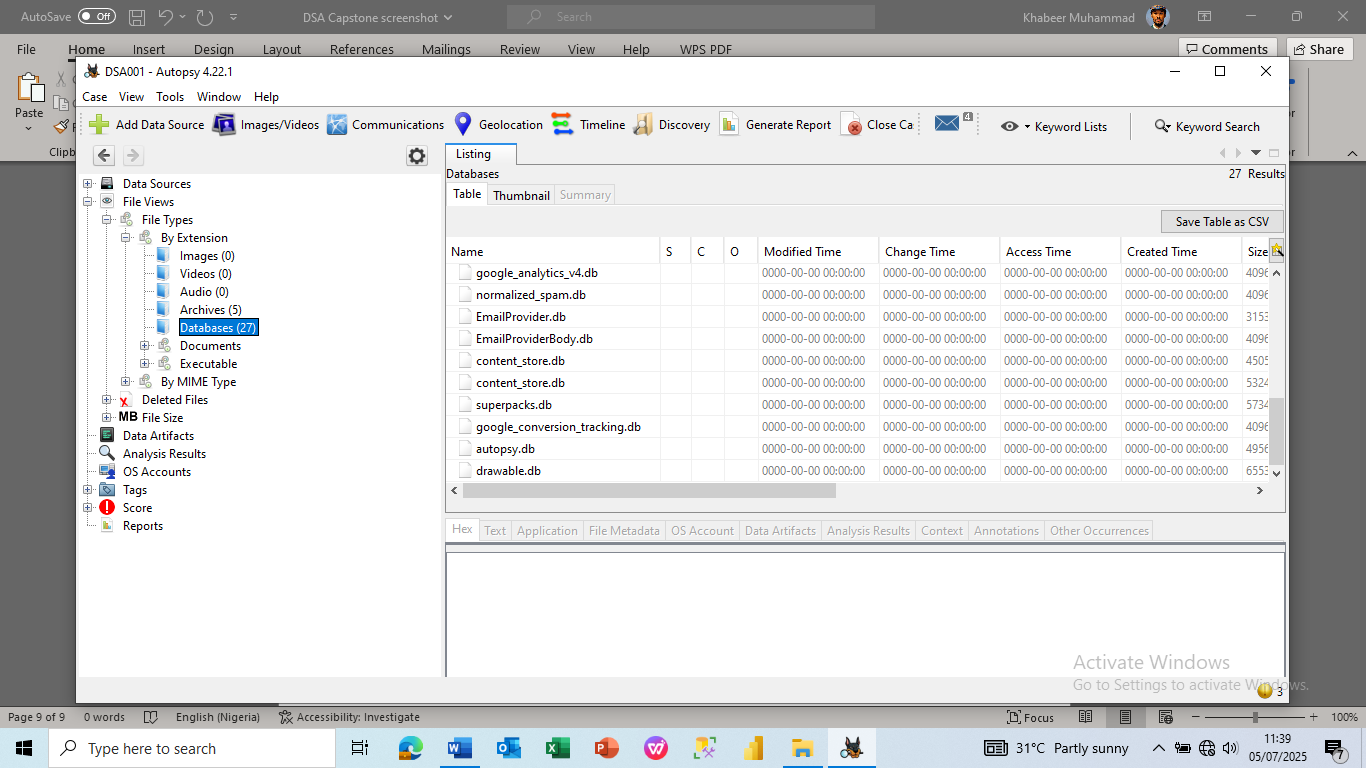 AutoSave Off DSA Capstone screenshot Search Khabeer Muhammad
File Home Insert Design Layout References Mailings Review View Help WPS PDF Comments Share
Paste
Clipb
DSA001 - Autopsy 4.22.1
Case View Tools Window Help
Add Data Source Images/Videos Communications Geolocation Timeline Discovery Generate Report Close Ca 4 Keyword Lists Keyword Search
Data Sources
File Views
File Types
By Extension
Images (0)
Videos (0)
Audio (0)
Archives (5)
Databases (27)
Documents
Executable
By MIME Type
Deleted Files
MB File Size
Data Artifacts
Analysis Results
OS Accounts
Tags
Score
Reports
Listing
Databases 27 Results
Table Thumbnail Summary
Save Table as CSV
Name S C O Modified Time Change Time Access Time Created Time Size
google_analytics_v4.db 0000-00-00 00:00:00 0000-00-00 00:00:00 0000-00-00 00:00:00 0000-00-00 00:00:00 4096
normalized_spam.db 0000-00-00 00:00:00 0000-00-00 00:00:00 0000-00-00 00:00:00 0000-00-00 00:00:00 4096
EmailProvider.db 0000-00-00 00:00:00 0000-00-00 00:00:00 0000-00-00 00:00:00 0000-00-00 00:00:00 3153
EmailProviderBody.db 0000-00-00 00:00:00 0000-00-00 00:00:00 0000-00-00 00:00:00 0000-00-00 00:00:00 4096
content_store.db 0000-00-00 00:00:00 0000-00-00 00:00:00 0000-00-00 00:00:00 0000-00-00 00:00:00 4505
content_store.db 0000-00-00 00:00:00 0000-00-00 00:00:00 0000-00-00 00:00:00 0000-00-00 00:00:00 5324
superpacks.db 0000-00-00 00:00:00 0000-00-00 00:00:00 0000-00-00 00:00:00 0000-00-00 00:00:00 5734
google_conversion_tracking.db 0000-00-00 00:00:00 0000-00-00 00:00:00 0000-00-00 00:00:00 0000-00-00 00:00:00 4096
autopsy.db 0000-00-00 00:00:00 0000-00-00 00:00:00 0000-00-00 00:00:00 0000-00-00 00:00:00 4956
drawable.db 0000-00-00 00:00:00 0000-00-00 00:00:00 0000-00-00 00:00:00 0000-00-00 00:00:00 6553
Hex Text Application File Metadata OS Account Data Artifacts Analysis Results Context Annotations Other Occurrences
Activate Windows
Go to Settings to activate Windows.
3
Page 9 of 9 0 words English (Nigeria) Accessibility: Investigate Focus 100%
Type here to search 31°C Partly sunny 11:39
05/07/2025 7